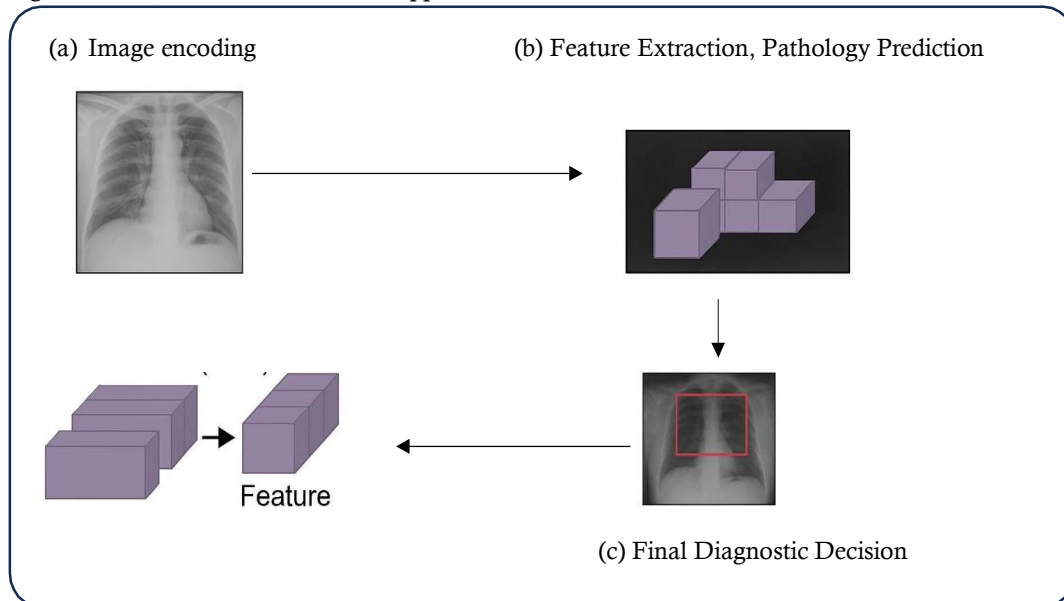 (a) Image encoding
(b) Feature Extraction, Pathology Prediction
Feature
(c) Final Diagnostic Decision